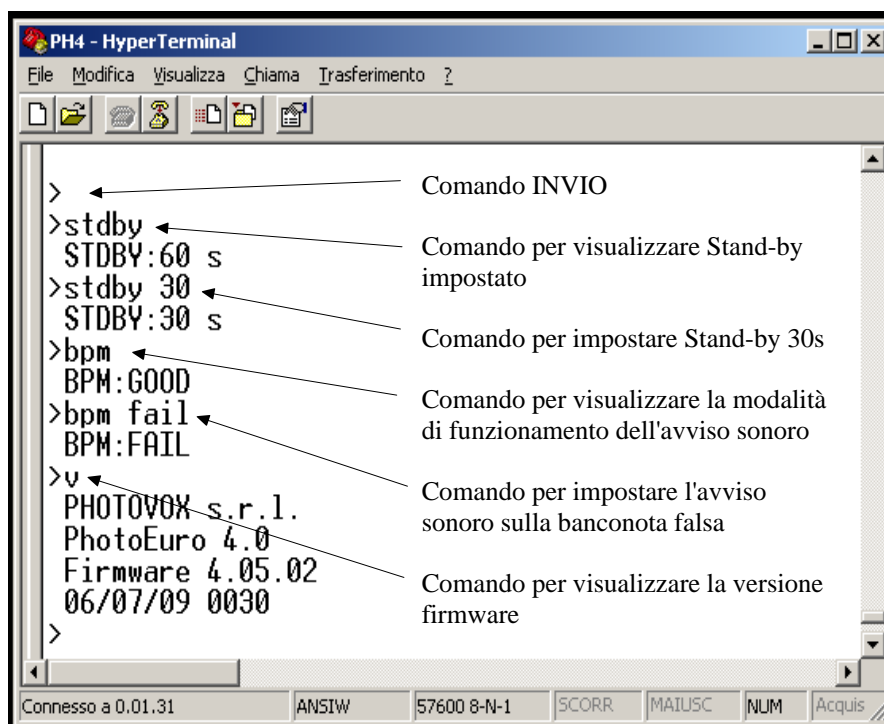 PH4 - HyperTerminal
File Modifica Visualizza Chiama Trasferimento ?
>
Comando INVIO
>stdby
STDBY:60 s
Comando per visualizzare Stand-by
impostato
>stdby 30
STDBY:30 s
Comando per impostare Stand-by 30s
>bpm
BPM:GOOD
Comando per visualizzare la modalità
di funzionamento dell'avviso sonoro
>bpm fail
BPM:FAIL
Comando per impostare l'avviso
sonoro sulla banconota falsa
>v
PHOTOVOX s.r.l.
PhotoEuro 4.0
Firmware 4.05.02
06/07/09 0030
Comando per visualizzare la versione
firmware
>
Connesso a 0.01.31 ANSIW 57600 8-N-1 SCORR MAIUSC NUM Acquis